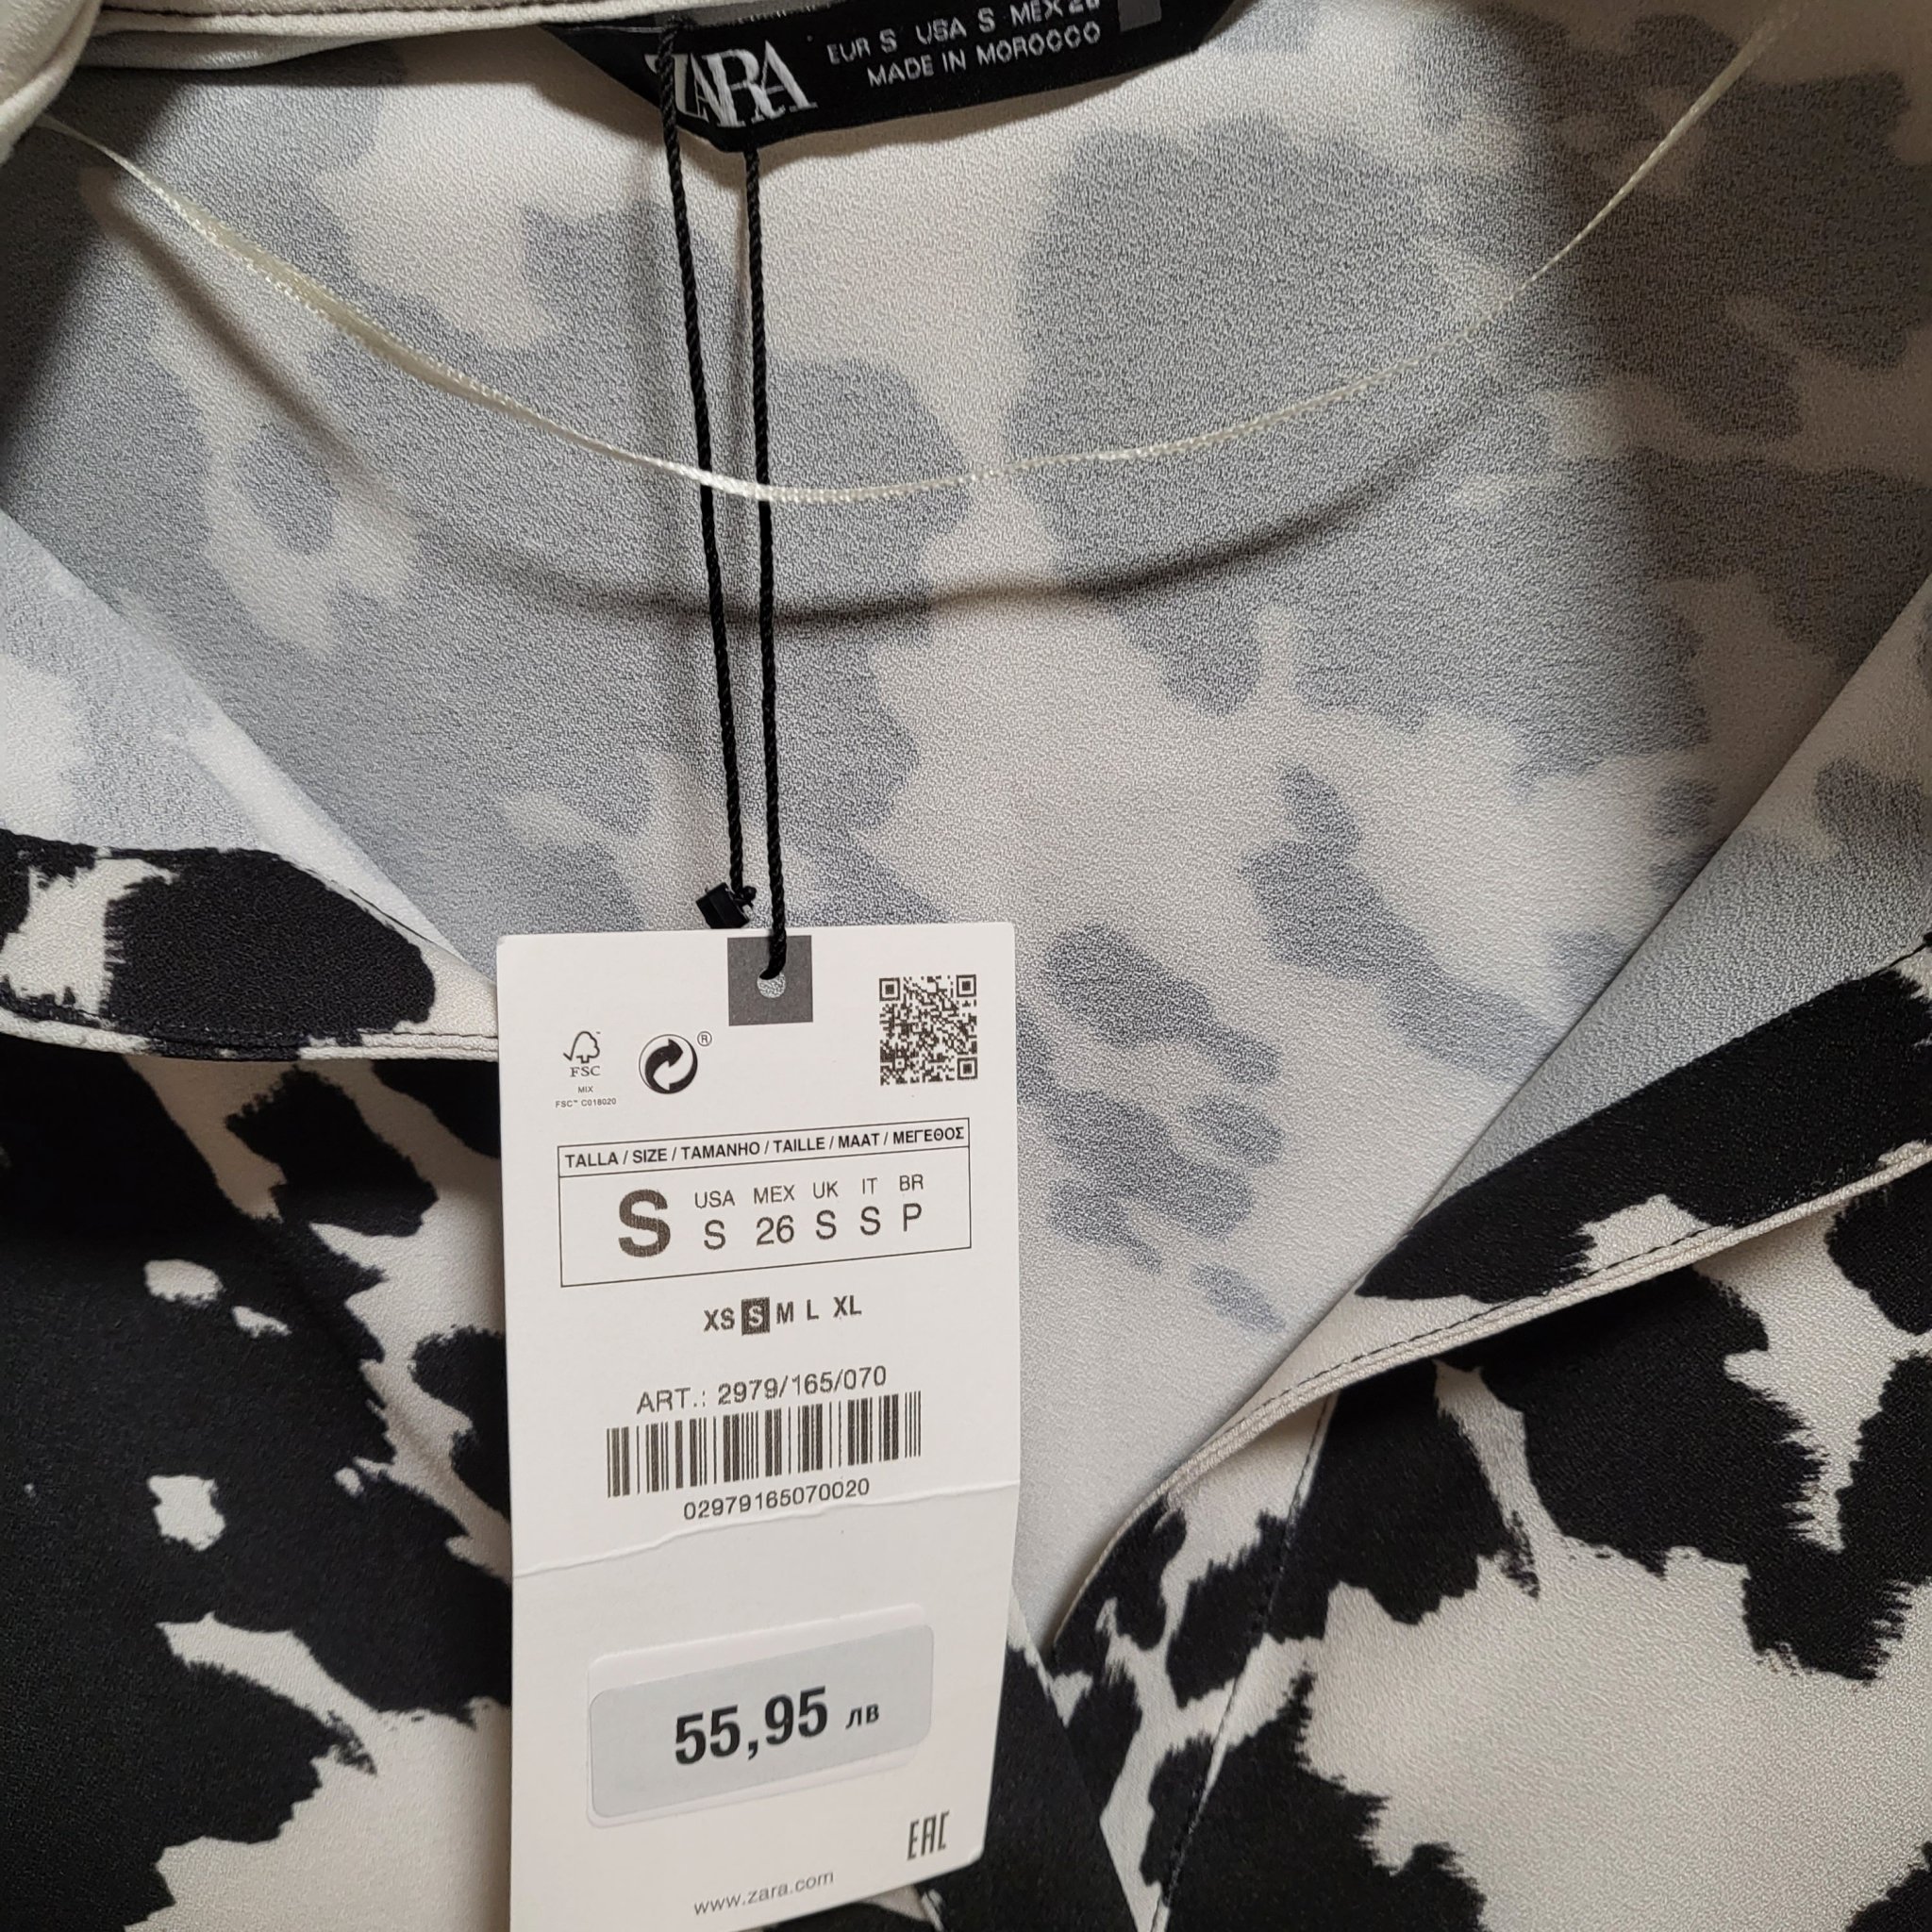 ZARA
EUR S USA S MEX 26
MADE IN MOROCCO
FSC
MIX
FSC™ C018020
®
TALLA / SIZE / TAMANHO / TAILLE / MAAT / ΜΕΓΕΘΟΣ
S USA MEX UK IT BR
S 26 S S P
XS S M L XL
ART.: 2979/165/070
02979165070020
55,95 лв
EAC
www.zara.com